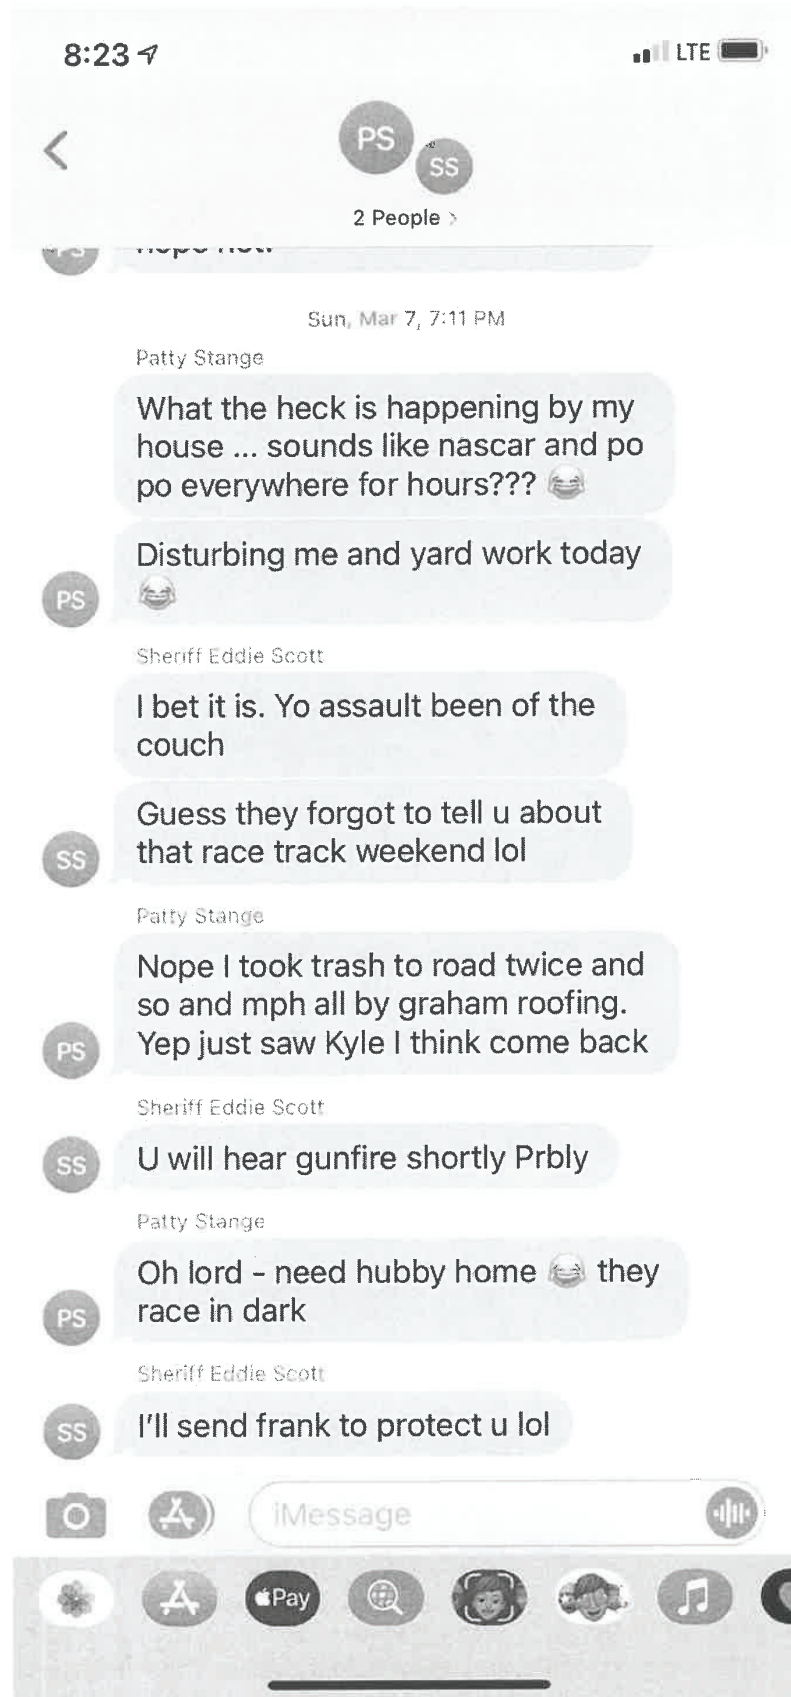 8:23
LTE
PS
SS
2 People >
Sun, Mar 7, 7:11 PM
Patty Stange
What the heck is happening by my
house ... sounds like nascar and po
po everywhere for hours??? 😂
Disturbing me and yard work today
😂
PS
Sheriff Eddie Scott
I bet it is. Yo assault been of the
couch
Guess they forgot to tell u about
that race track weekend lol
SS
Patty Stange
Nope I took trash to road twice and
so and mph all by graham roofing.
Yep just saw Kyle I think come back
PS
Sheriff Eddie Scott
U will hear gunfire shortly Prbly
SS
Patty Stange
Oh lord - need hubby home 😂 they
race in dark
PS
Sheriff Eddie Scott
I'll send frank to protect u lol
SS
iMessage
Pay